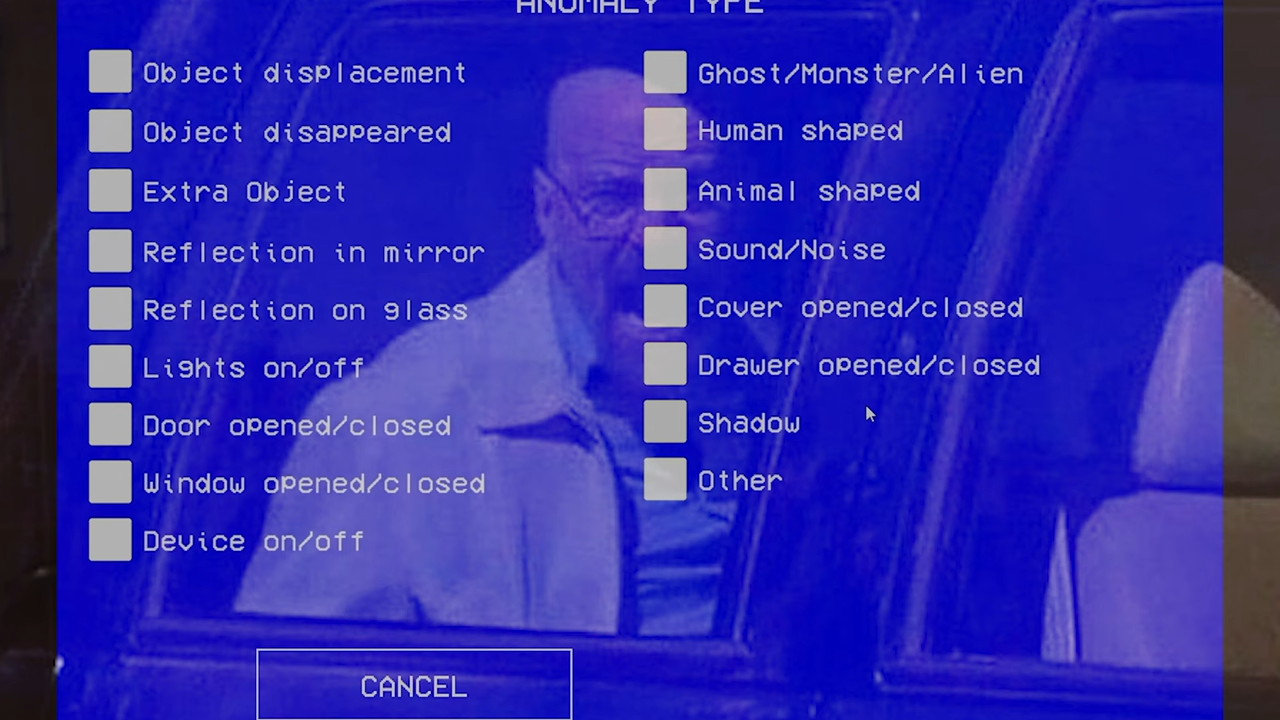 ANOMALY TYPE
Object displacement
Object disappeared
Extra Object
Reflection in mirror
Reflection on glass
Lights on/off
Door opened/closed
Window opened/closed
Device on/off
Ghost/Monster/Alien
Human shaped
Animal shaped
Sound/Noise
Cover opened/closed
Drawer opened/closed
Shadow
Other
CANCEL